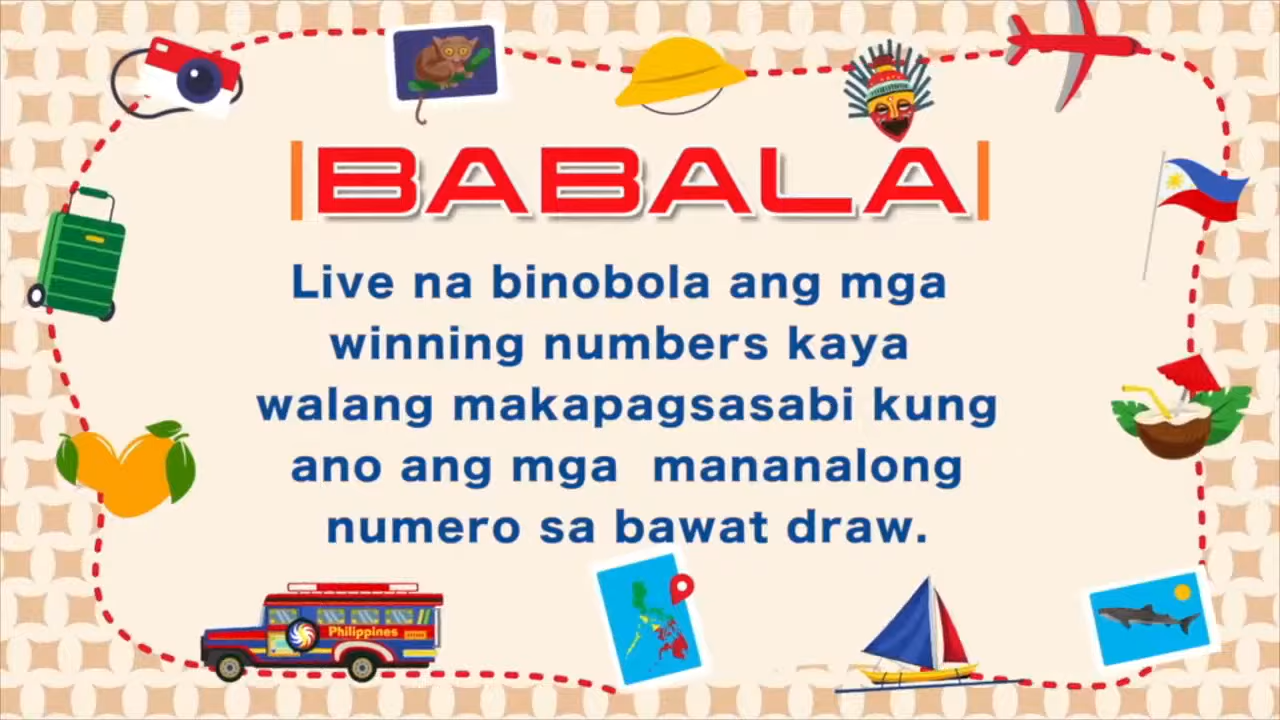 BABALA
Live na binobola ang mga
winning numbers kaya
walang makapagsasabi kung
ano ang mga mananalong
numero sa bawat draw.
Philippines